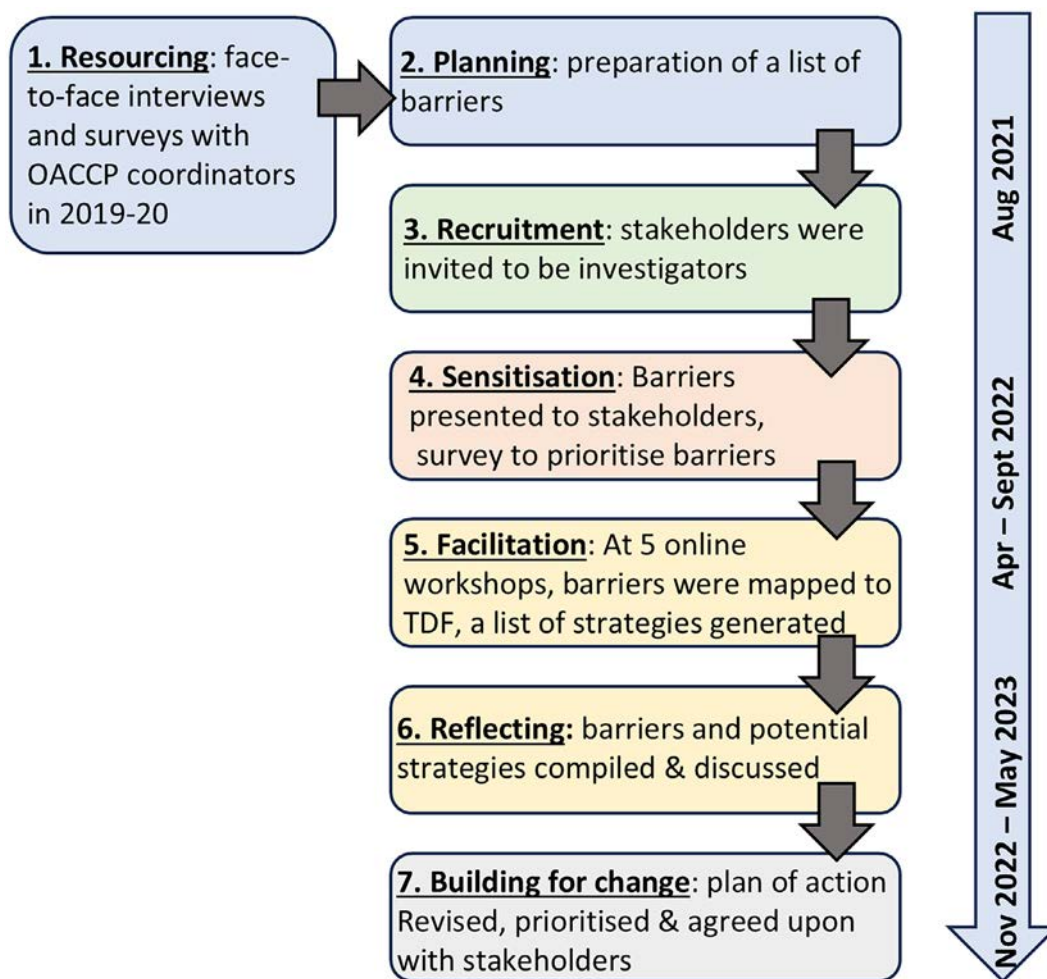 1. Resourcing: face-
to-face interviews
and surveys with
OACCP coordinators
in 2019-20
2. Planning: preparation of a list of
barriers
3. Recruitment: stakeholders were
invited to be investigators
4. Sensitisation: Barriers
presented to stakeholders,
survey to prioritise barriers
5. Facilitation: At 5 online
workshops, barriers were mapped to
TDF, a list of strategies generated
6. Reflecting: barriers and potential
strategies compiled & discussed
7. Building for change: plan of action
Revised, prioritised & agreed upon
with stakeholders
Aug 2021
Apr – Sept 2022
Nov 2022 – May 2023